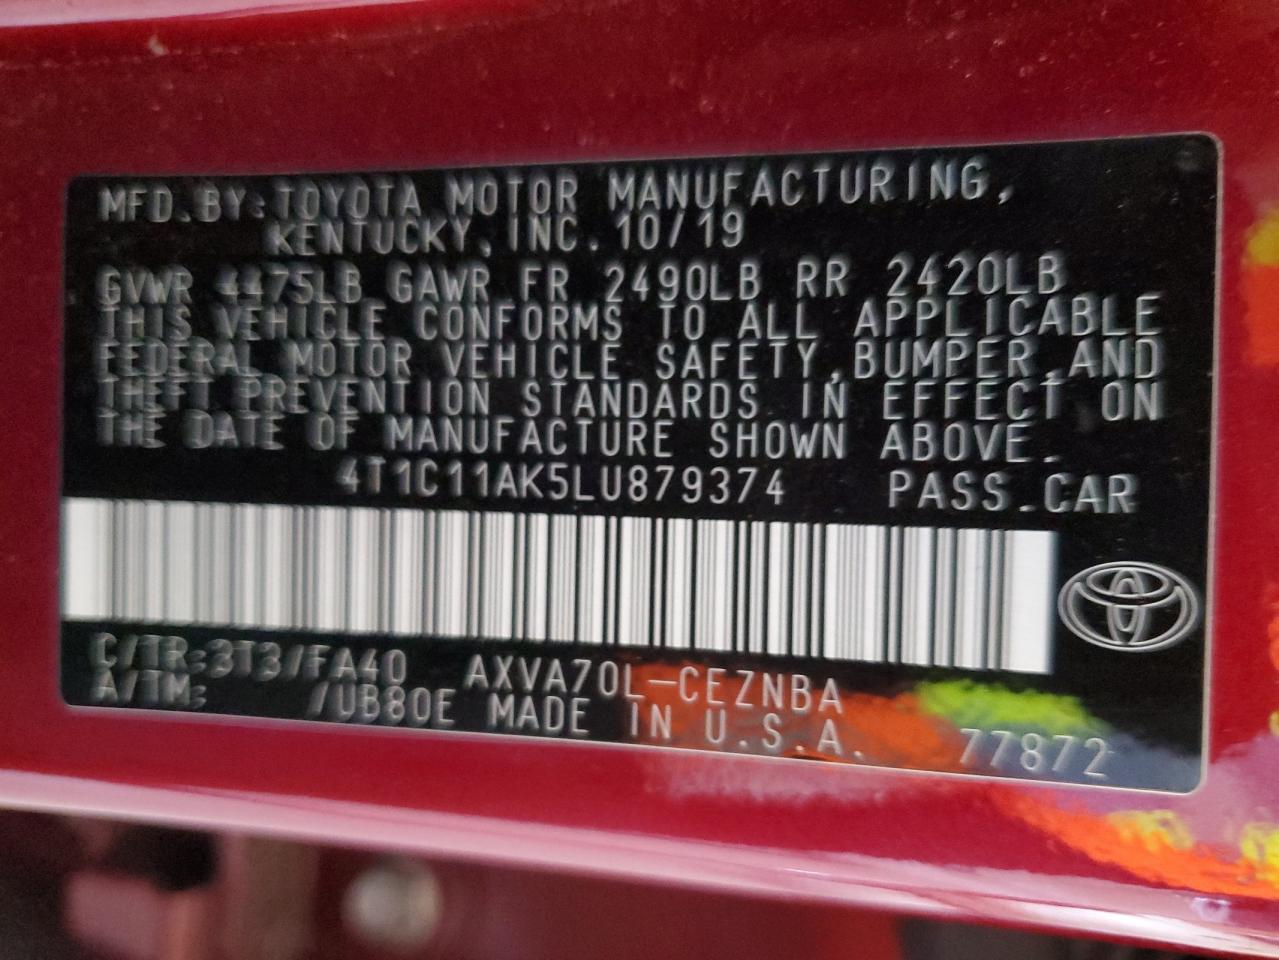 MFD.BY:TOYOTA MOTOR MANUFACTURING,
KENTUCKY,INC. 10/19
GVWR 4475LB GAWR FR 2490LB RR 2420LB
THIS VEHICLE CONFORMS TO ALL APPLICABLE
FEDERAL MOTOR VEHICLE SAFETY,BUMPER,AND
THEFT PREVENTION STANDARDS IN EFFECT ON
THE DATE OF MANUFACTURE SHOWN ABOVE.
4T1C11AK5LU879374 PASS.CAR
C/TR:3T3/FA40 AXVA70L-CEZNBA
A/TM: /UB80E MADE IN U.S.A. 77872